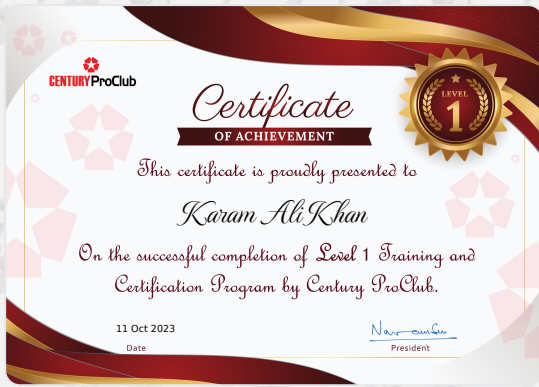 CENTURY ProClub
LEVEL
1
Certificate
OF ACHIEVEMENT
This certificate is proudly presented to
Karam Ali Khan
On the successful completion of Level 1 Training and
Certification Program by Century ProClub.
11 Oct 2023
Date
President